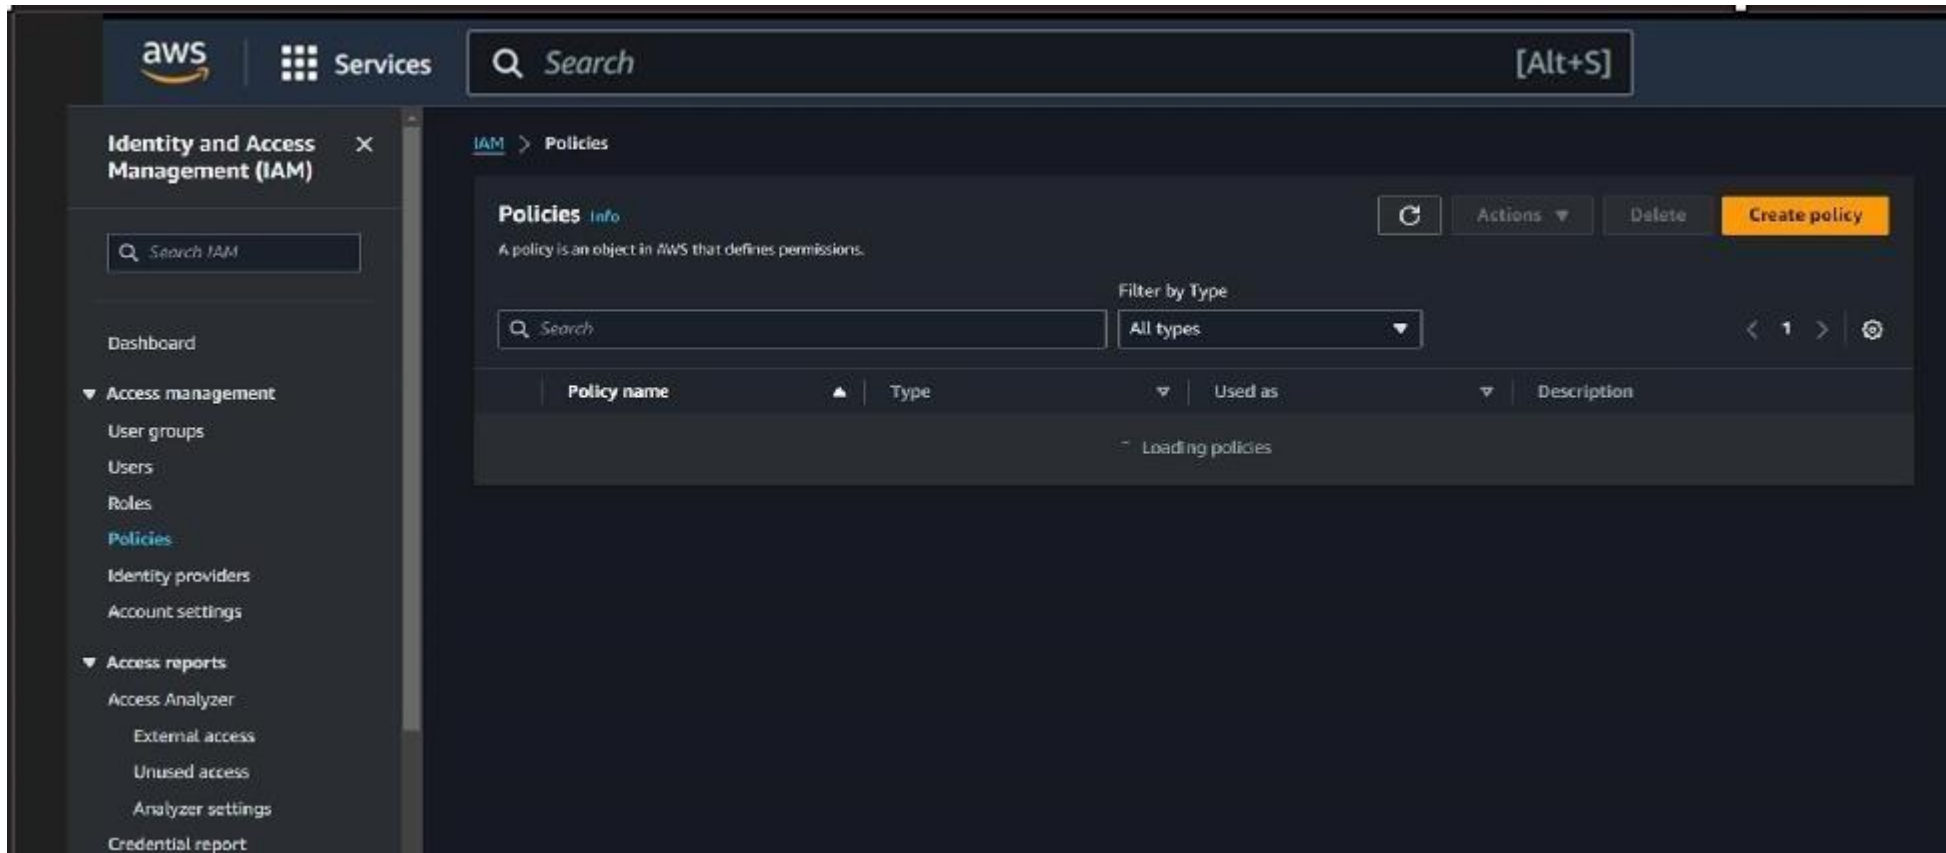 aws
Services
Search
[Alt+S]
Identity and Access
Management (IAM)
Search IAM
Dashboard
Access management
User groups
Users
Roles
Policies
Identity providers
Account settings
Access reports
Access Analyzer
External access
Unused access
Analyzer settings
Credential report
IAM > Policies
Policies Info
A policy is an object in AWS that defines permissions.
Actions
Delete
Create policy
Filter by Type
Search
All types
1
Policy name
Type
Used as
Description
Loading policies